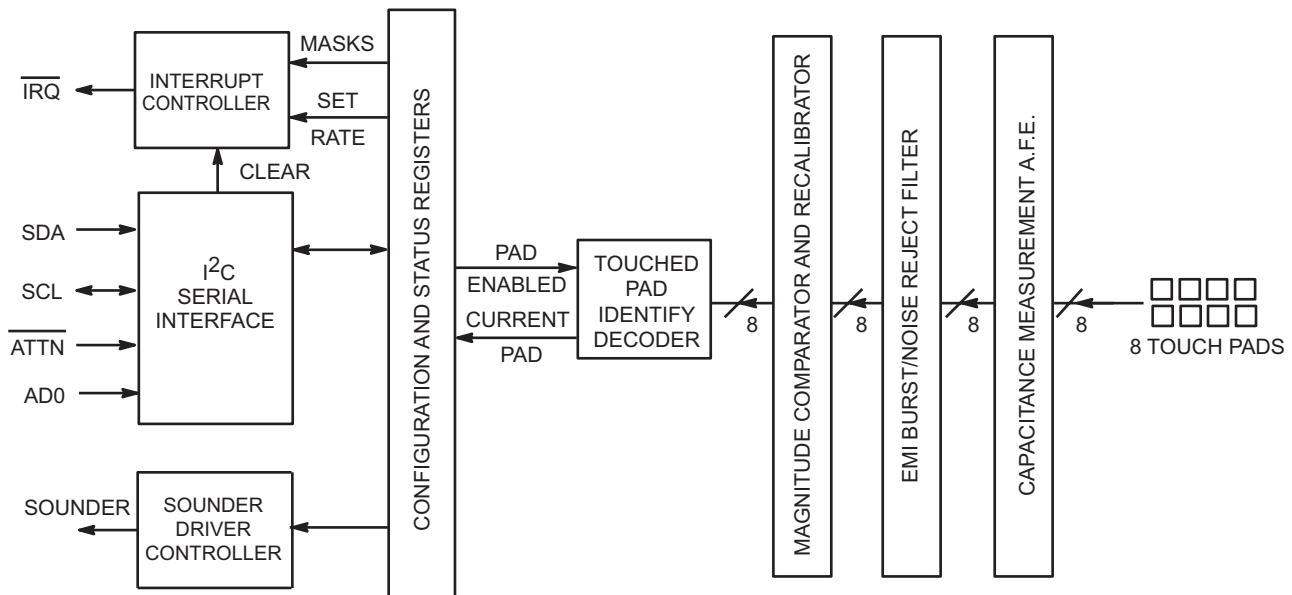 MASKS
IRQ
INTERRUPT
CONTROLLER
SET
RATE
CLEAR
SDA
SCL
ATTN
AD0
I2C
SERIAL
INTERFACE
SOUNDER
SOUNDER
DRIVER
CONTROLLER
CONFIGURATION AND STATUS REGISTERS
PAD
ENABLED
CURRENT
PAD
TOUCHED
PAD
IDENTIFY
DECODER
8
MAGNITUDE COMPARATOR AND RECALIBRATOR
8
EMI BURST/NOISE REJECT FILTER
8
CAPACITANCE MEASUREMENT A.F.E.
8
8 TOUCH PADS